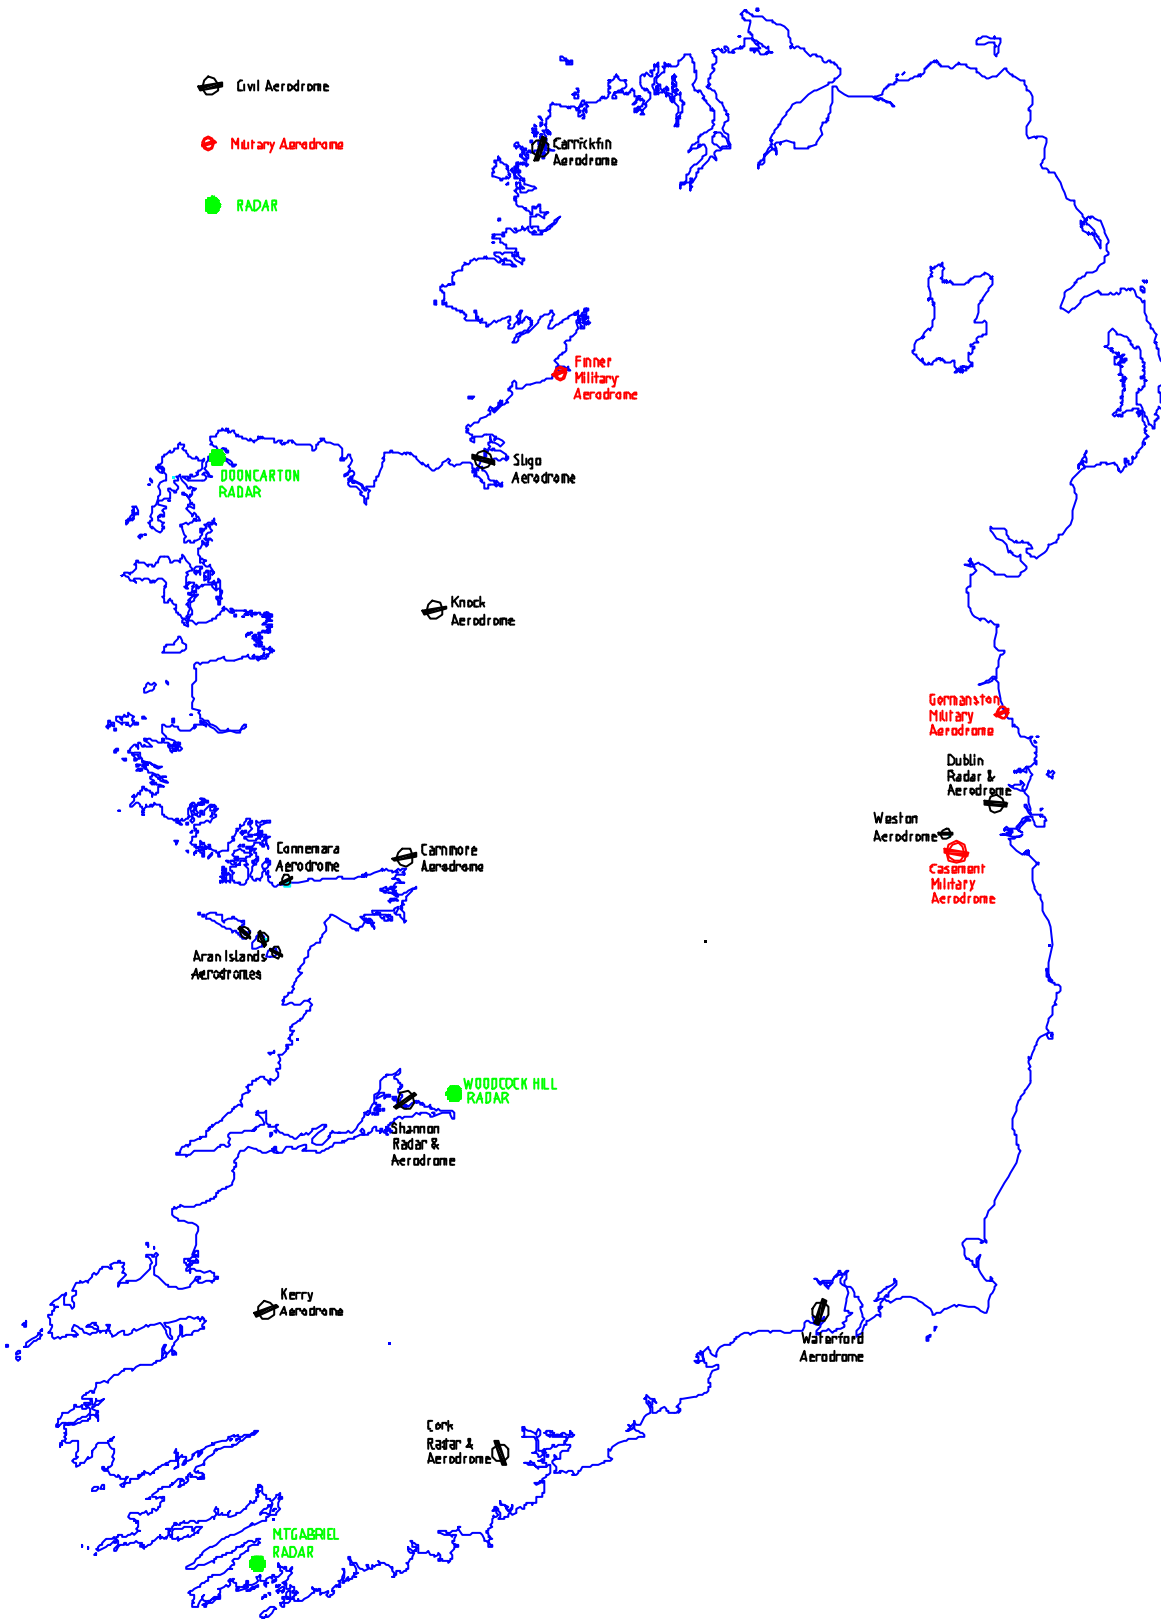 Civil Aerodrome
Military Aerodrome
RADAR
Carrickfin
Aerodrome
Finner
Military
Aerodrome
Sligo
Aerodrome
DOONCARTON
RADAR
Knock
Aerodrome
Gormanston
Military
Aerodrome
Dublin
Radar &
Aerodrome
Weston
Aerodrome
Casement
Military
Aerodrome
Connemara
Aerodrome
Carnmore
Aerodrome
Aran Islands
Aerodromes
WOODCOCK HILL
RADAR
Shannon
Radar &
Aerodrome
Kerry
Aerodrome
Waterford
Aerodrome
Cork
Radar &
Aerodrome
MT.GABRIEL
RADAR